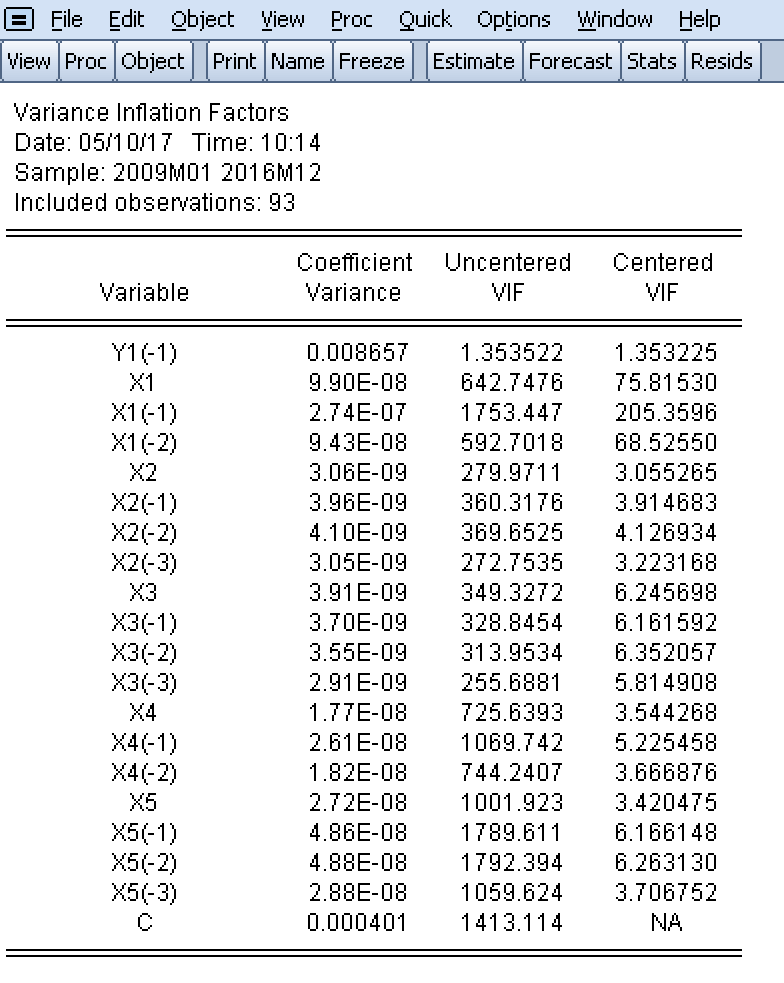 File Edit Object View Proc Quick Options Window Help
View Proc Object Print Name Freeze Estimate Forecast Stats Resids
Variance Inflation Factors
Date: 05/10/17 Time: 10:14
Sample: 2009M01 2016M12
Included observations: 93
Coefficient Uncentered Centered
Variable Variance VIF VIF
Y1(-1) 0.008657 1.353522 1.353225
X1 9.90E-08 642.7476 75.81530
X1(-1) 2.74E-07 1753.447 205.3596
X1(-2) 9.43E-08 592.7018 68.52550
X2 3.06E-09 279.9711 3.055265
X2(-1) 3.96E-09 360.3176 3.914683
X2(-2) 4.10E-09 369.6525 4.126934
X2(-3) 3.05E-09 272.7535 3.223168
X3 3.91E-09 349.3272 6.245698
X3(-1) 3.70E-09 328.8454 6.161592
X3(-2) 3.55E-09 313.9534 6.352057
X3(-3) 2.91E-09 255.6881 5.814908
X4 1.77E-08 725.6393 3.544268
X4(-1) 2.61E-08 1069.742 5.225458
X4(-2) 1.82E-08 744.2407 3.666876
X5 2.72E-08 1001.923 3.420475
X5(-1) 4.86E-08 1789.611 6.166148
X5(-2) 4.88E-08 1792.394 6.263130
X5(-3) 2.88E-08 1059.624 3.706752
C 0.000401 1413.114 NA